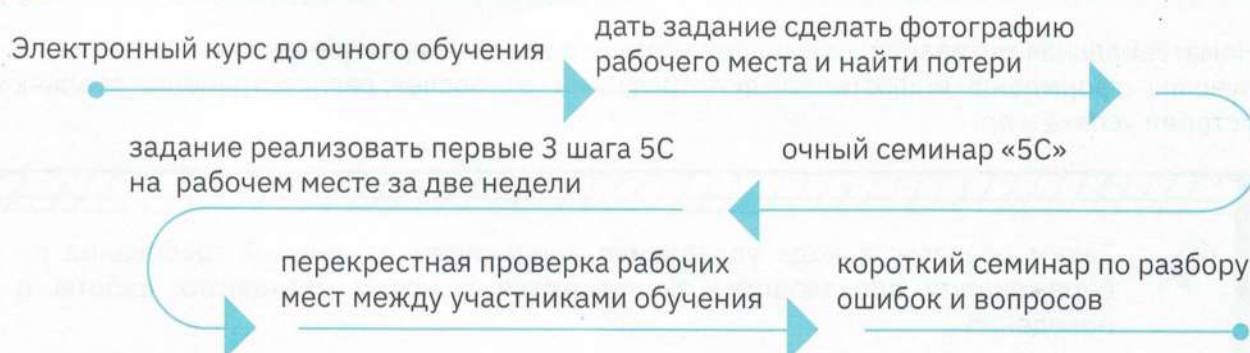 Электронный курс до очного обучения
дать задание сделать фотографию
рабочего места и найти потери
очный семинар «5С»
задание реализовать первые 3 шага 5С
на рабочем месте за две недели
перекрестная проверка рабочих
мест между участниками обучения
короткий семинар по разбору
ошибок и вопросов